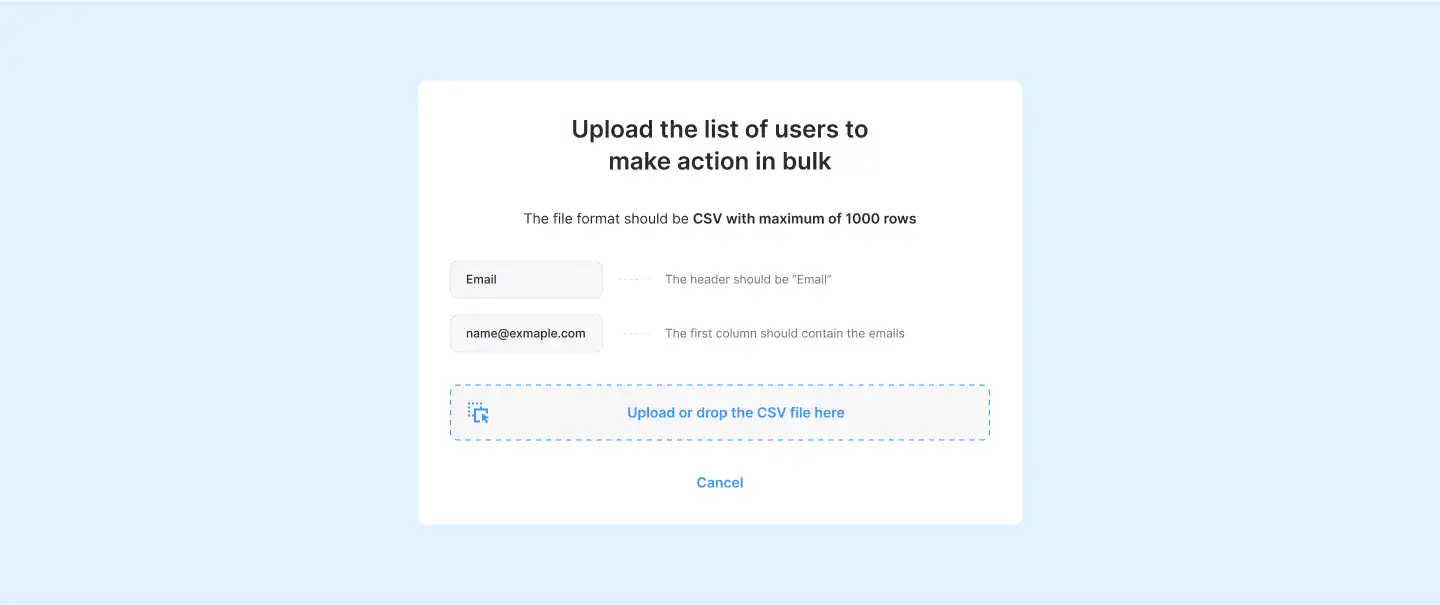 Upload the list of users to
make action in bulk
The file format should be CSV with maximum of 1000 rows
Email
The header should be “Email”
name@exmaple.com
The first column should contain the emails
Upload or drop the CSV file here
Cancel